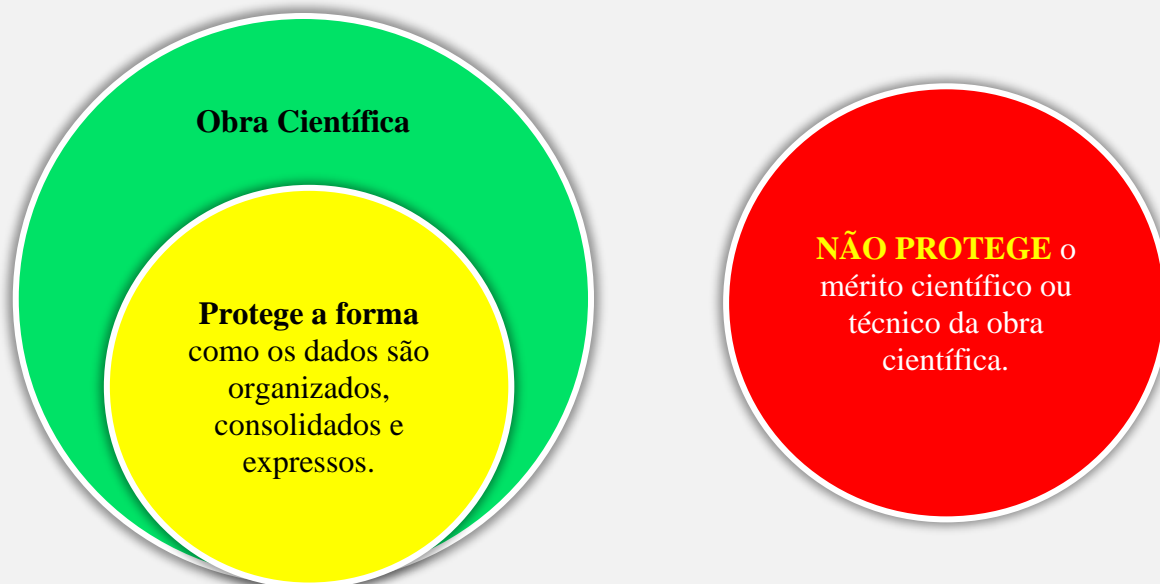 Obra Científica
Protege a forma
como os dados são
organizados,
consolidados e
expressos.
NÃO PROTEGE o
mérito científico ou
técnico da obra
científica.